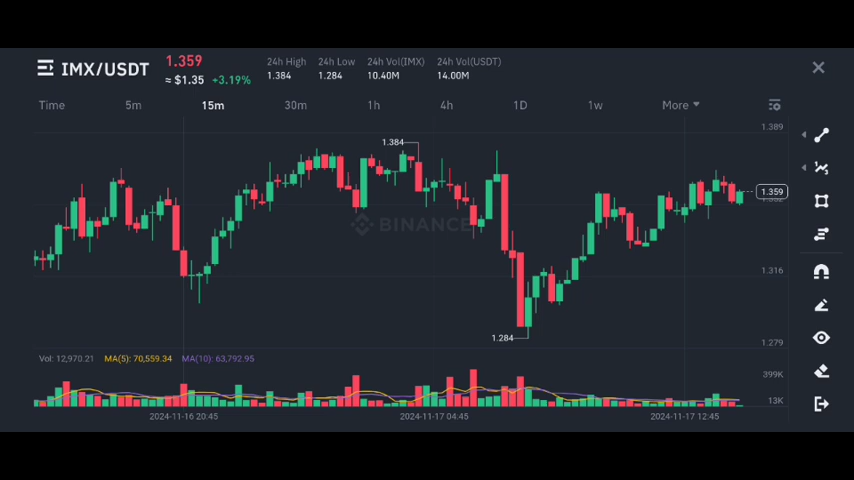 IMX/USDT
1.359
≈ $1.35 +3.19%
24h High 24h Low 24h Vol(IMX) 24h Vol(USDT)
1.384 1.284 10.40M 14.00M
Time 5m 15m 30m 1h 4h 1D 1w More
1.389
1.384
1.359
BINANCE
1.316
1.284
1.279
Vol: 12,970.21 MA(5): 70,559.34 MA(10): 63,792.95
399K
13K
2024-11-16 20:45 2024-11-17 04:45 2024-11-17 12:45